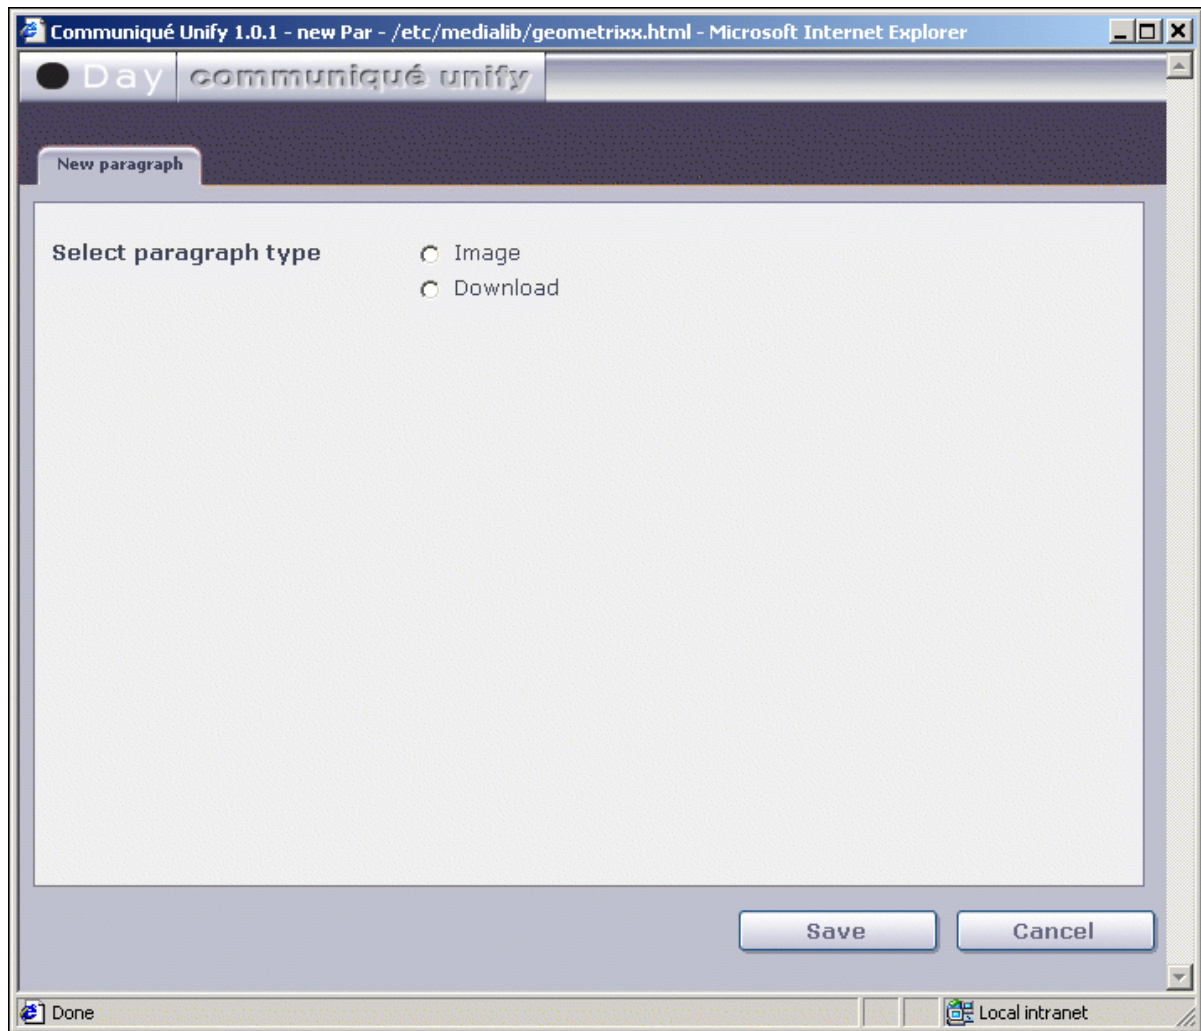 Communiqué Unify 1.0.1 - new Par - /etc/medialib/geometrixx.html - Microsoft Internet Explorer
Day communiqué unify
New paragraph
Select paragraph type
Image
Download
Save Cancel
Done Local intranet